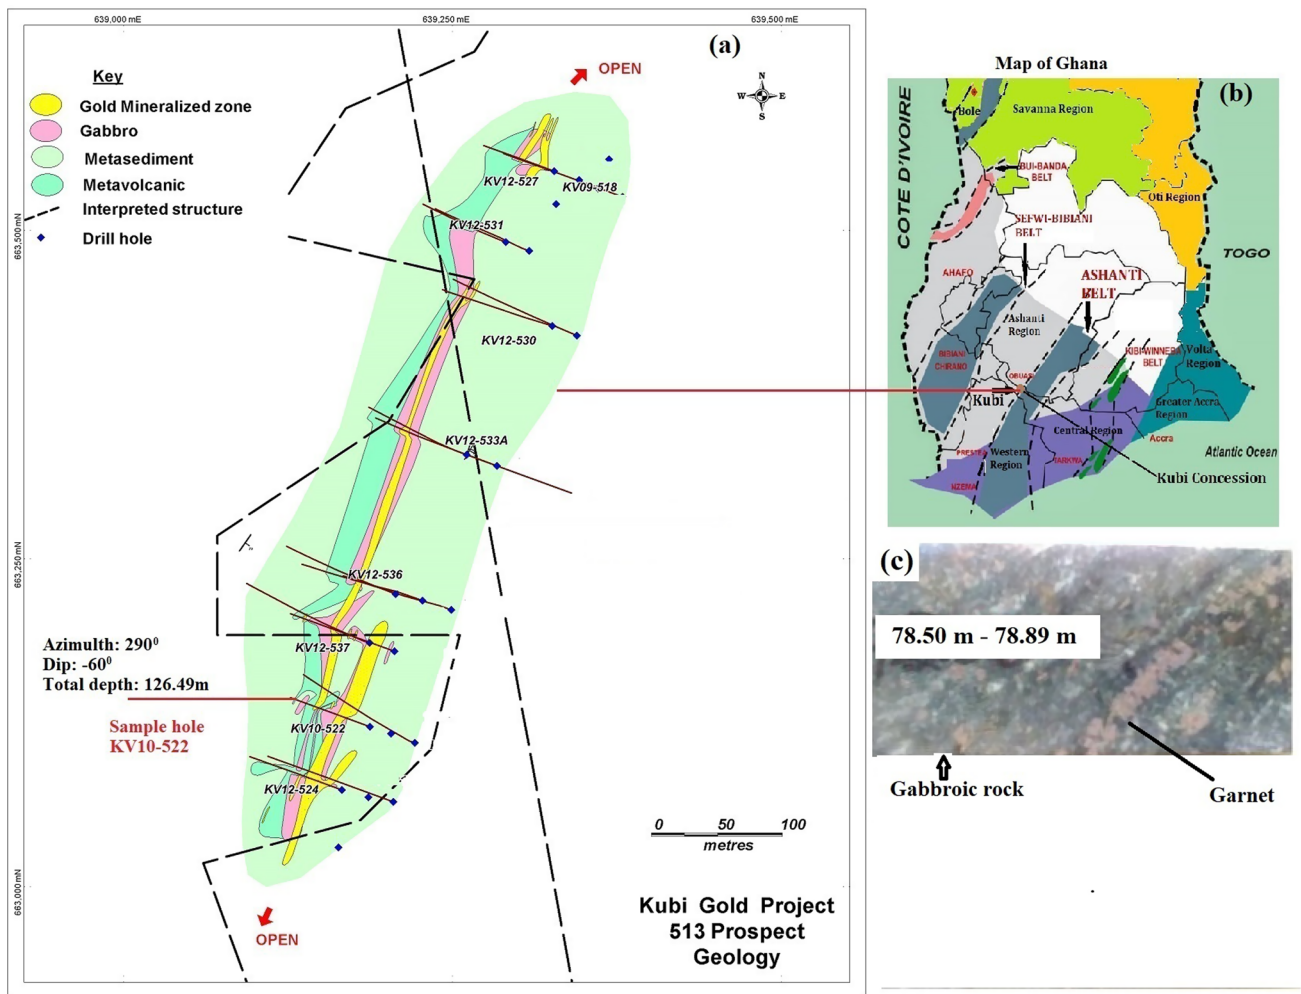 639,000 mE
639,250 mE
639,500 mE
(a)
OPEN
N
W E
S
Key
Gold Mineralized zone
Gabbro
Metasediment
Metavolcanic
Interpreted structure
Drill hole
663,500 mN
663,250 mN
663,000 mN
KV12-527
KV09-518
KV12-531
KV12-530
KV12-533A
KV12-536
KV12-537
KV10-522
KV12-524
Azimulth: 290⁰
Dip: -60⁰
Total depth: 126.49m
Sample hole
KV10-522
OPEN
0 50 100
metres
Kubi Gold Project
513 Prospect
Geology
Map of Ghana
(b)
COTE D'IVOIRE
Bole
Savanna Region
BUI-BANDA
BELT
Oti Region
SEFWI-BIBIANI
BELT
TOGO
AHAFO
ASHANTI
BELT
Ashanti
Region
BIBIANI
CHIRANO
KIBI-WINNEBA
BELT
Volta
Region
OBUASI
Kubi
Greater Accra
Region
Central Region
Accra
PRESTEA
Western
Region
TARKWA
Atlantic Ocean
NZEMA
Kubi Concession
(c)
78.50 m - 78.89 m
Gabbroic rock
Garnet